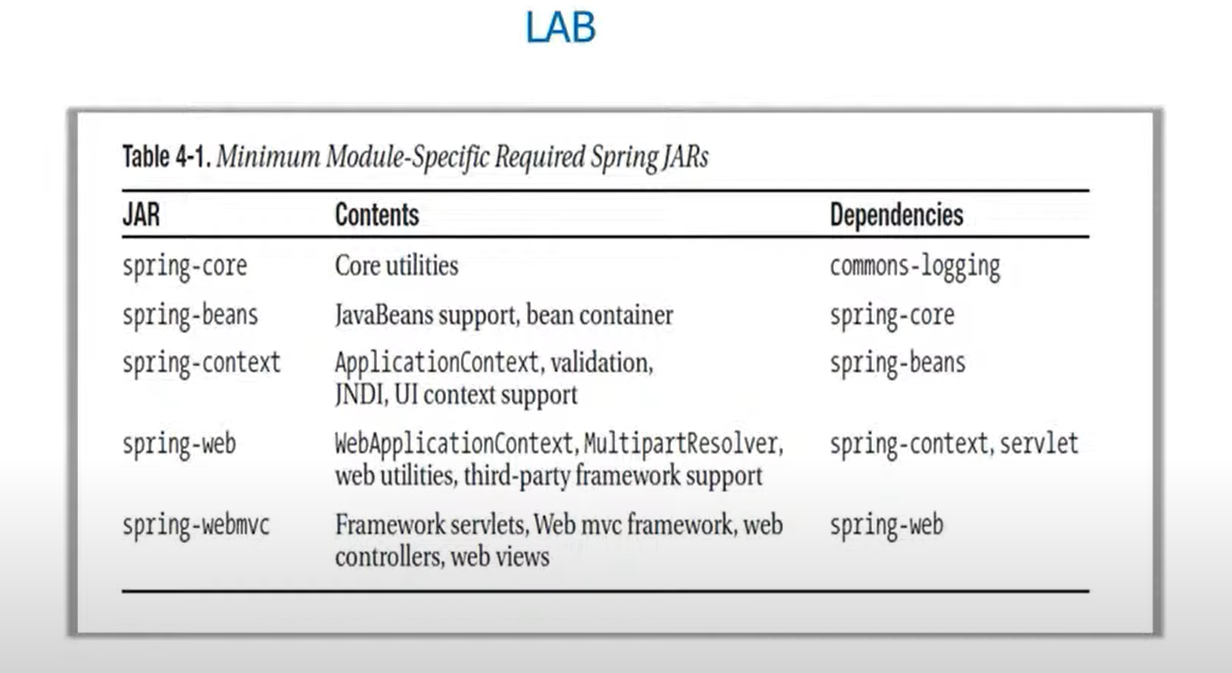 LAB
Table 4-1. Minimum Module-Specific Required Spring JARs
JAR Contents Dependencies
spring-core Core utilities commons-logging
spring-beans JavaBeans support, bean container spring-core
spring-context ApplicationContext, validation, spring-beans
JNDI, UI context support
spring-web WebApplicationContext, MultipartResolver, spring-context, servlet
web utilities, third-party framework support
spring-webmvc Framework servlets, Web mvc framework, web spring-web
controllers, web views